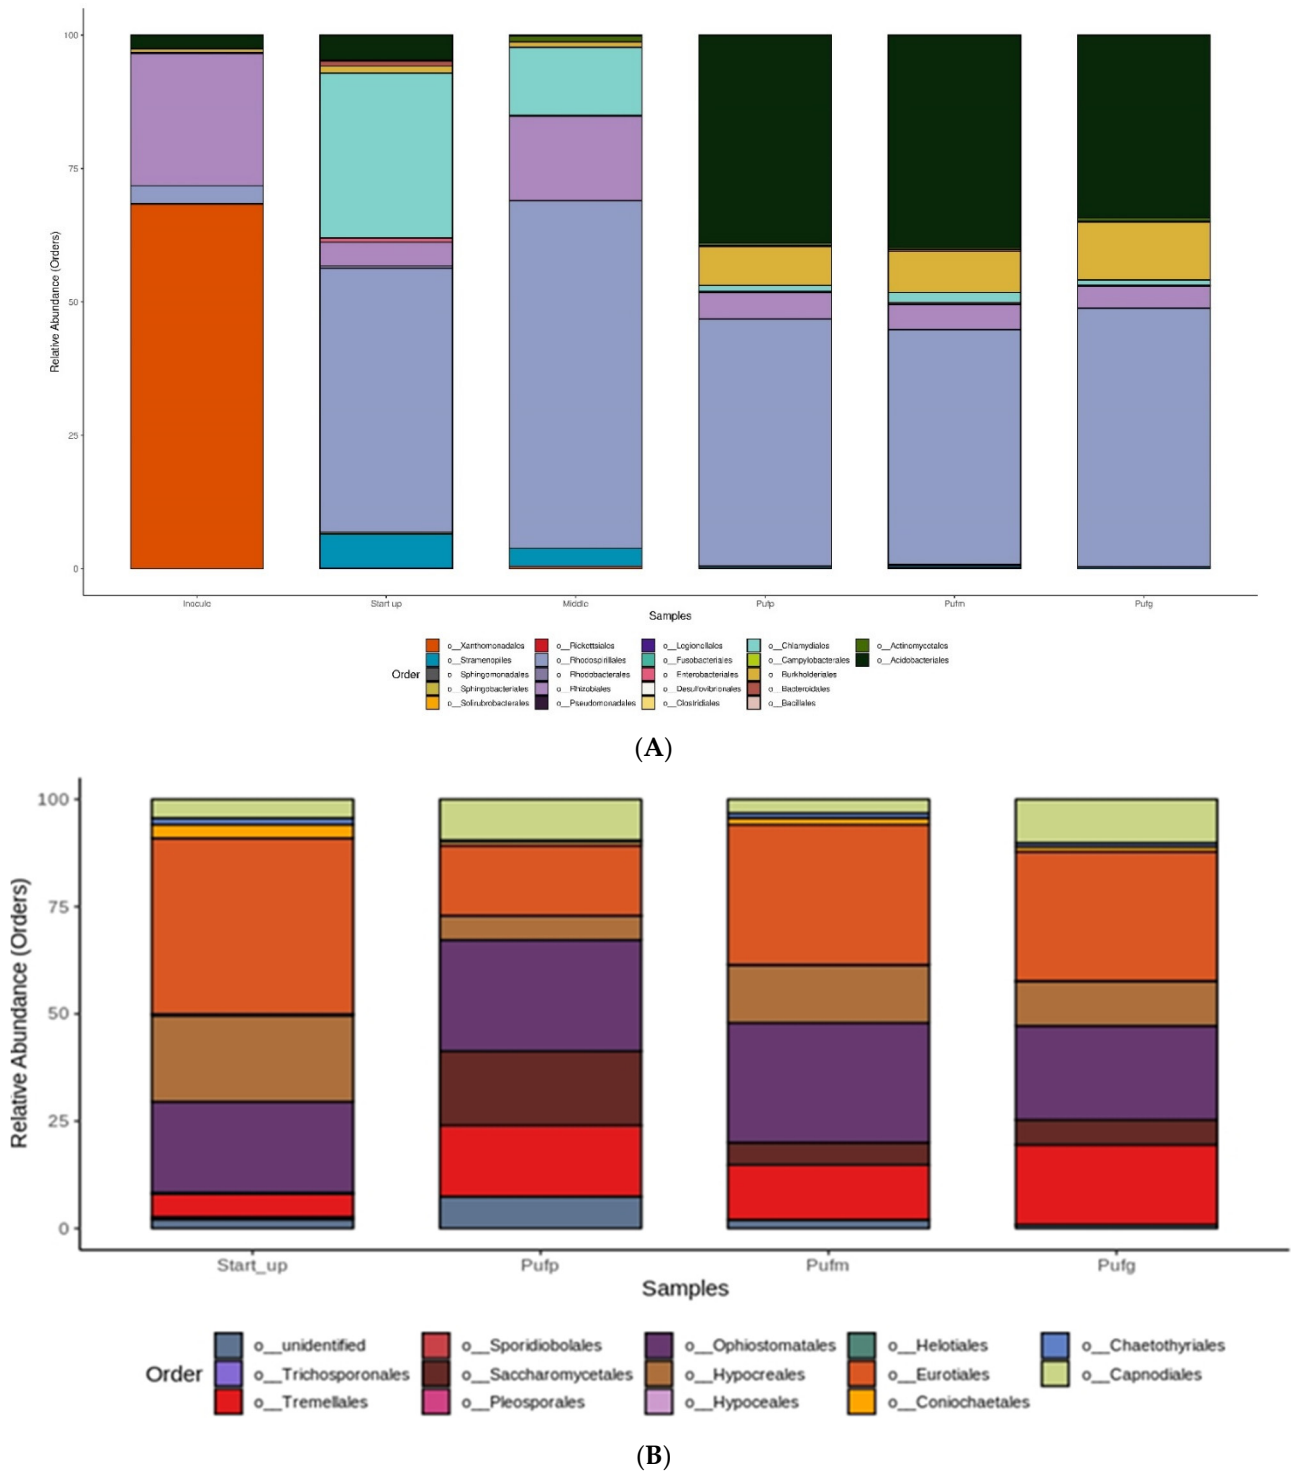 100
75
50
25
0
Relative Abundance (Orders)
Inocule Start up Middle Pufp Pufm Pufg
Samples
Order
o__Xanthomonadales o__Rickettsiales o__Legionellales o__Chlamydiales o__Actinomycetales
o__Stramenopiles o__Rhodospirillales o__Fusobacteriales o__Campylobacterales o__Acidobacteriales
o__Sphingomonadales o__Rhodobacterales o__Enterobacteriales o__Burkholderiales
o__Sphingobacteriales o__Rhizobiales o__Desulfovibrionales o__Bacteroidales
o__Solirubrobacterales o__Pseudomonadales o__Clostridiales o__Bacillales
(A)
100
75
50
25
0
Relative Abundance (Orders)
Start_up Pufp Pufm Pufg
Samples
Order
o__unidentified o__Sporidiobolales o__Ophiostomatales o__Helotiales o__Chaetothyriales
o__Trichosporonales o__Saccharomycetales o__Hypocreales o__Eurotiales o__Capnodiales
o__Tremellales o__Pleosporales o__Hypoceales o__Coniochaetales
(B)